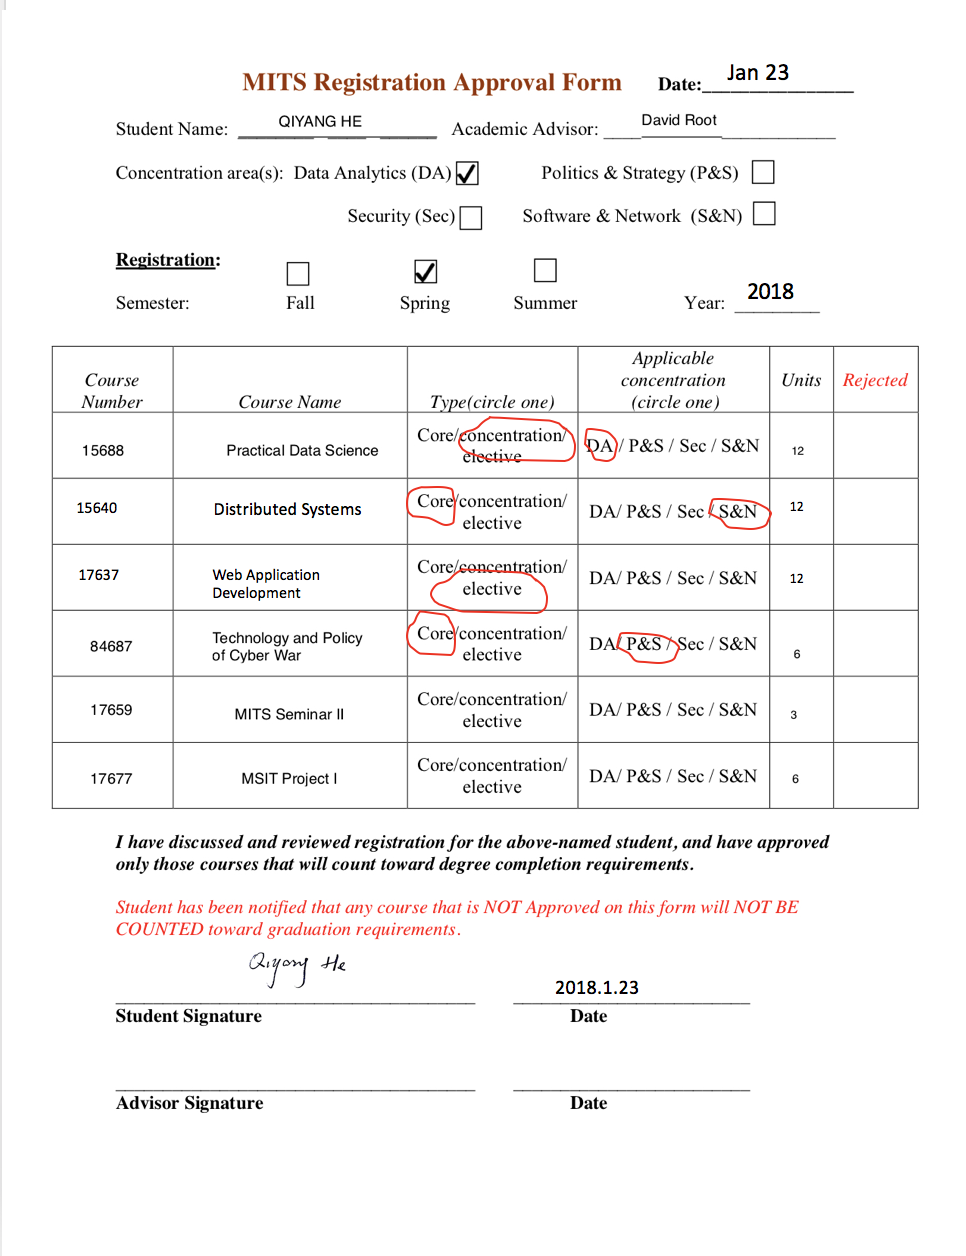 MITS Registration Approval Form Date: Jan 23
Student Name: QIYANG HE Academic Advisor: David Root
Concentration area(s): Data Analytics (DA) Politics & Strategy (P&S)
Security (Sec) Software & Network (S&N)
Registration:
Semester: Fall Spring Summer Year: 2018
Course Number Course Name Type(circle one) Applicable concentration (circle one) Units Rejected
15688 Practical Data Science Core/concentration/ elective DA/ P&S / Sec / S&N 12
15640 Distributed Systems Core/concentration/ elective DA/ P&S / Sec / S&N 12
17637 Web Application Development Core/concentration/ elective DA/ P&S / Sec / S&N 12
84687 Technology and Policy of Cyber War Core/concentration/ elective DA/ P&S / Sec / S&N 6
17659 MITS Seminar II Core/concentration/ elective DA/ P&S / Sec / S&N 3
17677 MSIT Project I Core/concentration/ elective DA/ P&S / Sec / S&N 6
I have discussed and reviewed registration for the above-named student, and have approved
only those courses that will count toward degree completion requirements.
Student has been notified that any course that is NOT Approved on this form will NOT BE
COUNTED toward graduation requirements.
Qiyang He 2018.1.23
Student Signature Date
Advisor Signature Date